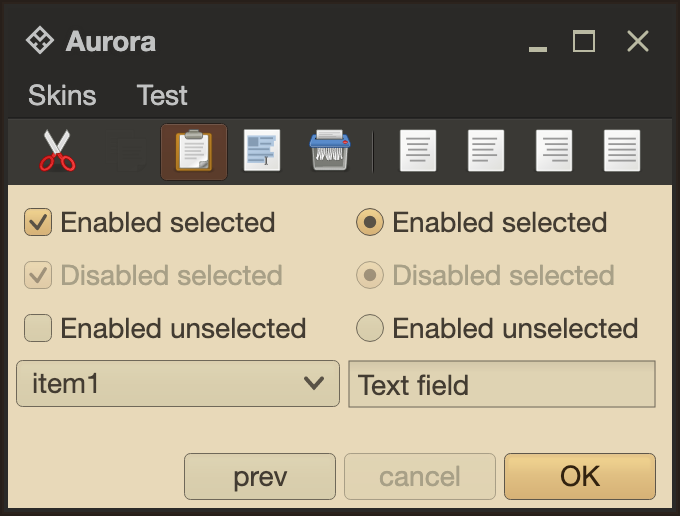 Aurora
Skins Test
Enabled selected Enabled selected
Disabled selected Disabled selected
Enabled unselected Enabled unselected
item1 Text field
prev cancel OK